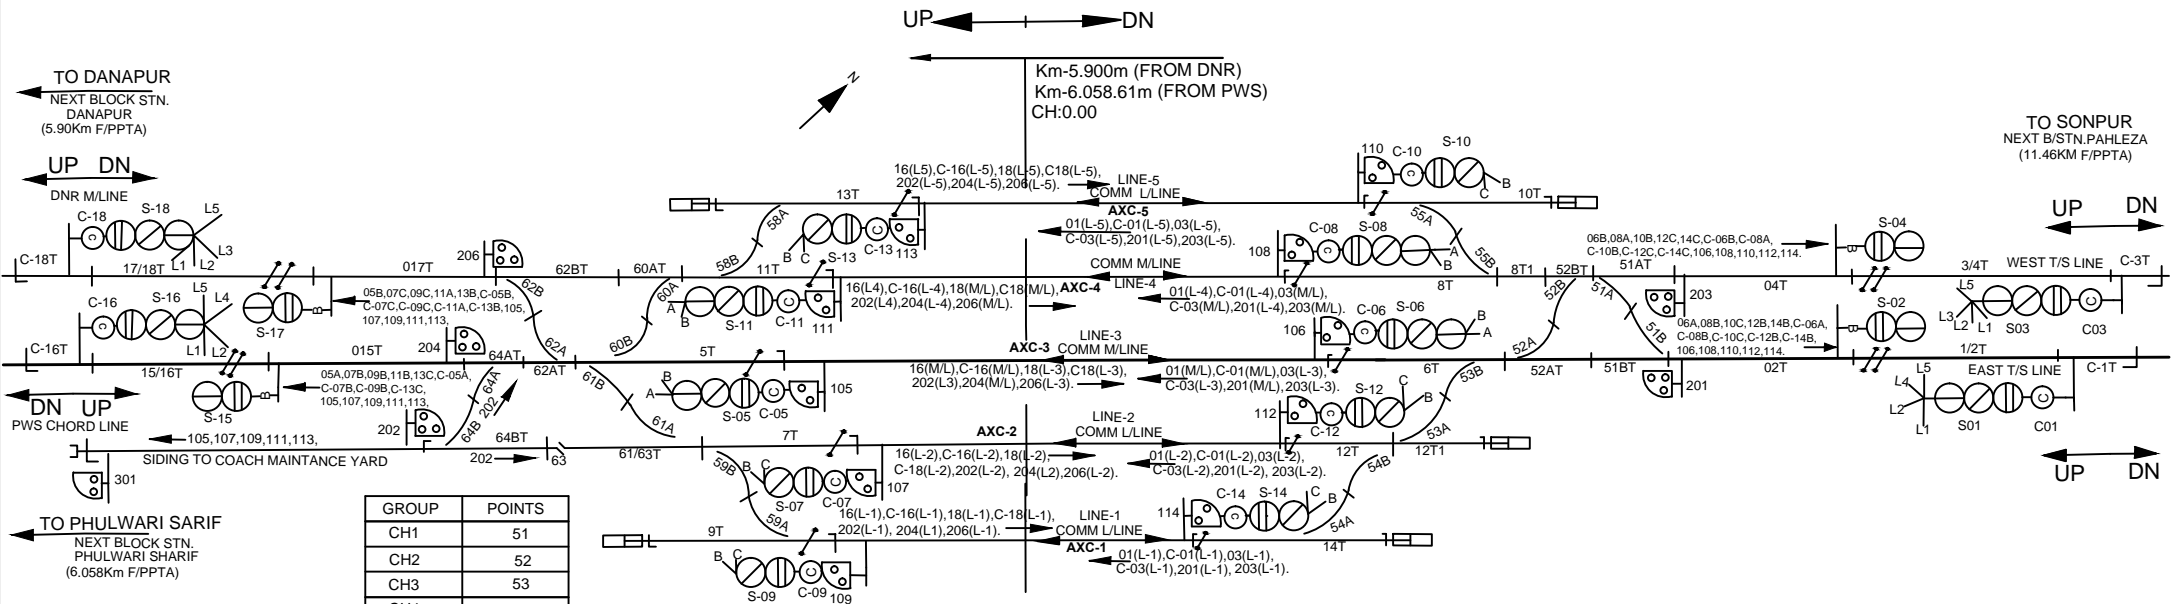 UP DN
Km-5.900m (FROM DNR)
Km-6.058.61m (FROM PWS)
CH:0.00
N
TO DANAPUR
NEXT BLOCK STN.
DANAPUR
(5.90Km F/PPTA)
UP DN
DNR M/LINE
TO SONPUR
NEXT B/STN.PAHLEZA
(11.46KM F/PPTA)
UP DN
16(L5),C-16(L-5),18(L-5),C18(L-5),
202(L-5),204(L-5),206(L-5).
LINE-5
COMM L/LINE
AXC-5
01(L-5),C-01(L-5),03(L-5),
C-03(L-5),201(L-5),203(L-5).
13T
10T
110
C-10
S-10
B
C
55A
55B
58A
58B
B
C
S-13
C-13
113
C-18
S-18
L5
L3
L2
L1
C-18T
17/18T
017T
206
62BT
60AT
11T
COMM M/LINE
LINE-4
AXC-4
16(L4),C-16(L-4),18(M/L),C18(M/L),
202(L4),204(L-4),206(M/L).
01(L-4),C-01(L-4),03(M/L),
C-03(M/L),201(L-4),203(M/L).
108
C-08
S-08
A
B
8T
8T1
52BT
51AT
04T
3/4T
WEST T/S LINE
C-3T
06B,08A,10B,12C,14C,C-06B,C-08A,
C-10B,C-12C,C-14C,106,108,110,112,114.
S-04
B
62B
62A
60A
60B
A
B
S-11
C-11
111
52B
52A
51A
51B
203
C-16
S-16
L5
L4
L2
L1
S-17
B
05B,07C,09C,11A,13B,C-05B,
C-07C,C-09C,C-11A,C-13B,105,
107,109,111,113,
204
106
C-06
S-06
B
A
06A,08B,10C,12B,14B,C-06A,
C-08B,C-10C,C-12B,C-14B,
106,108,110,112,114.
S-02
B
L5
L3
L2
L1
S03
C03
C-16T
15/16T
015T
64AT
62AT
5T
AXC-3
LINE-3
COMM M/LINE
16(M/L),C-16(M/L),18(L-3),C18(L-3),
202(L3),204(M/L),206(L-3).
01(M/L),C-01(M/L),03(L-3),
C-03(L-3),201(M/L),203(L-3).
6T
52AT
51BT
02T
1/2T
EAST T/S LINE
C-1T
201
DN UP
PWS CHORD LINE
S-15
B
05A,07B,09B,11B,13C,C-05A,
C-07B,C-09B,C-13C,
105,107,109,111,113,
64A
64B
202
202
61B
61A
B
A
S-05
C-05
105
112
C-12
S-12
C
B
53B
53A
L5
L4
L2
L1
S01
C01
105,107,109,111,113,
SIDING TO COACH MAINTANCE YARD
64BT
202
63
61/63T
7T
AXC-2
LINE-2
COMM L/LINE
16(L-2),C-16(L-2),18(L-2),
C-18(L-2),202(L-2), 204(L2),206(L-2).
01(L-2),C-01(L-2),03(L-2),
C-03(L-2),201(L-2), 203(L-2).
12T
12T1
UP DN
301
59B
59A
B
C
S-07
C-07
107
114
C-14
S-14
C
B
54B
54A
16(L-1),C-16(L-1),18(L-1),C-18(L-1),
202(L-1), 204(L1),206(L-1).
LINE-1
COMM L/LINE
AXC-1
01(L-1),C-01(L-1),03(L-1),
C-03(L-1),201(L-1), 203(L-1).
9T
14T
B
C
S-09
C-09
109
TO PHULWARI SARIF
NEXT BLOCK STN.
PHULWARI SHARIF
(6.058Km F/PPTA)
GROUP POINTS
CH1 51
CH2 52
CH3 53